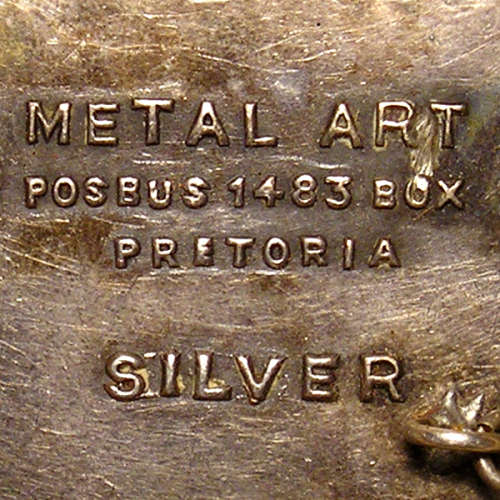 METAL ART
POSBUS 1483 BOX
PRETORIA
SILVER